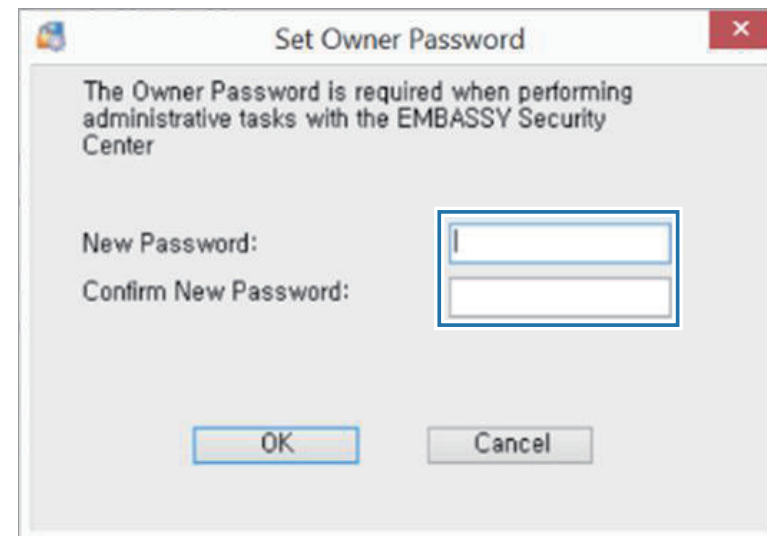 Set Owner Password
The Owner Password is required when performing
administrative tasks with the EMBASSY Security
Center
New Password:
Confirm New Password:
OK Cancel